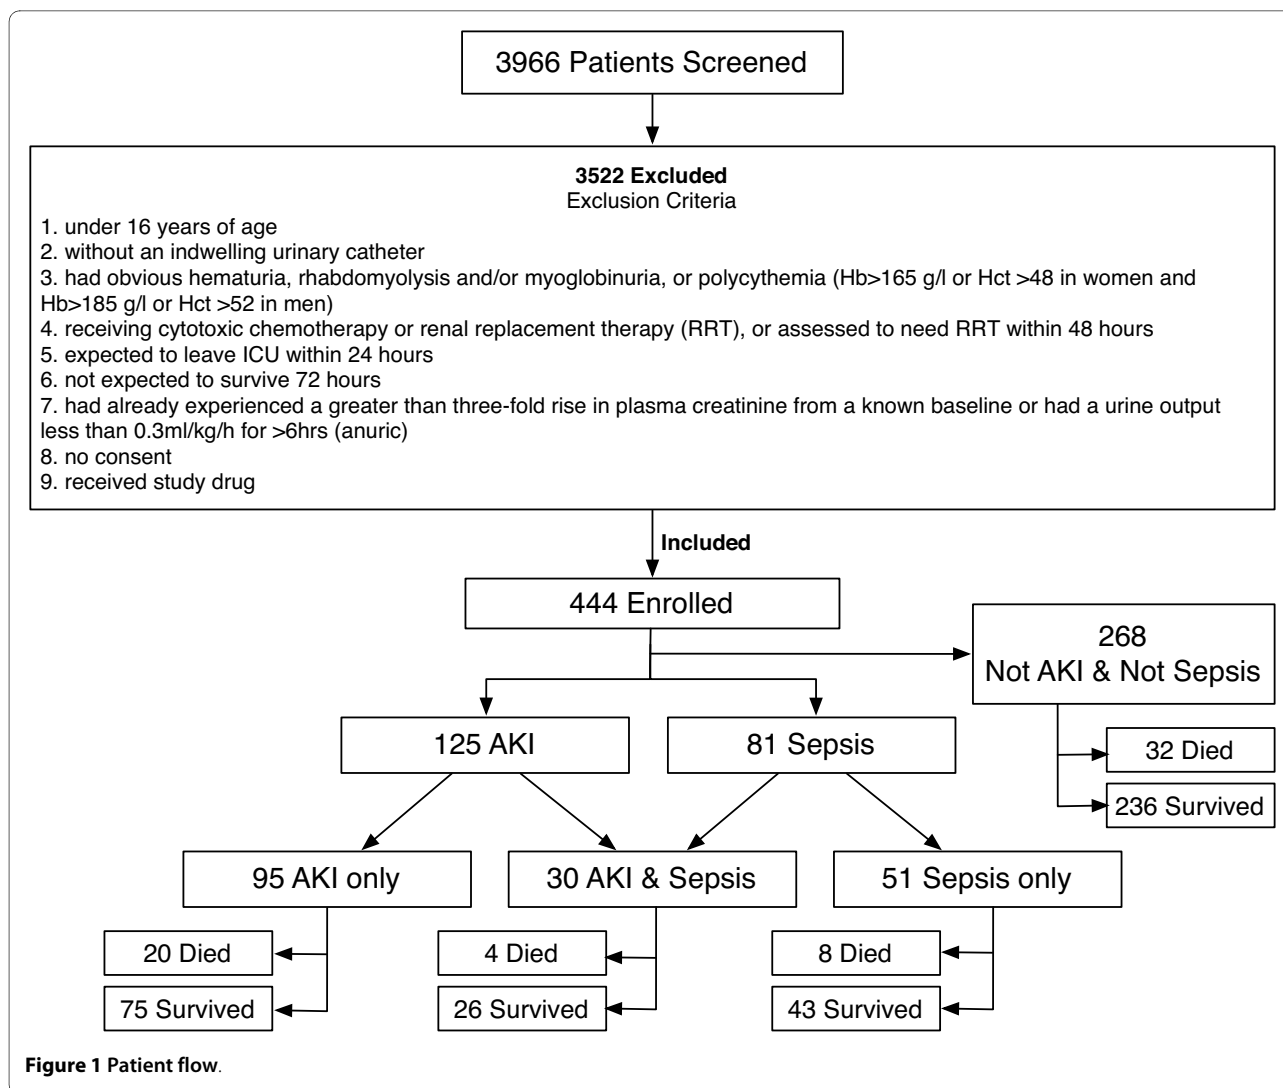 3966 Patients Screened
3522 Excluded
Exclusion Criteria
1. under 16 years of age
2. without an indwelling urinary catheter
3. had obvious hematuria, rhabdomyolysis and/or myoglobinuria, or polycythemia (Hb>165 g/l or Hct >48 in women and
Hb>185 g/l or Hct >52 in men)
4. receiving cytotoxic chemotherapy or renal replacement therapy (RRT), or assessed to need RRT within 48 hours
5. expected to leave ICU within 24 hours
6. not expected to survive 72 hours
7. had already experienced a greater than three-fold rise in plasma creatinine from a known baseline or had a urine output
less than 0.3ml/kg/h for >6hrs (anuric)
8. no consent
9. received study drug
Included
444 Enrolled
268
Not AKI & Not Sepsis
125 AKI
81 Sepsis
32 Died
236 Survived
95 AKI only
30 AKI & Sepsis
51 Sepsis only
20 Died
4 Died
8 Died
75 Survived
26 Survived
43 Survived
Figure 1 Patient flow.